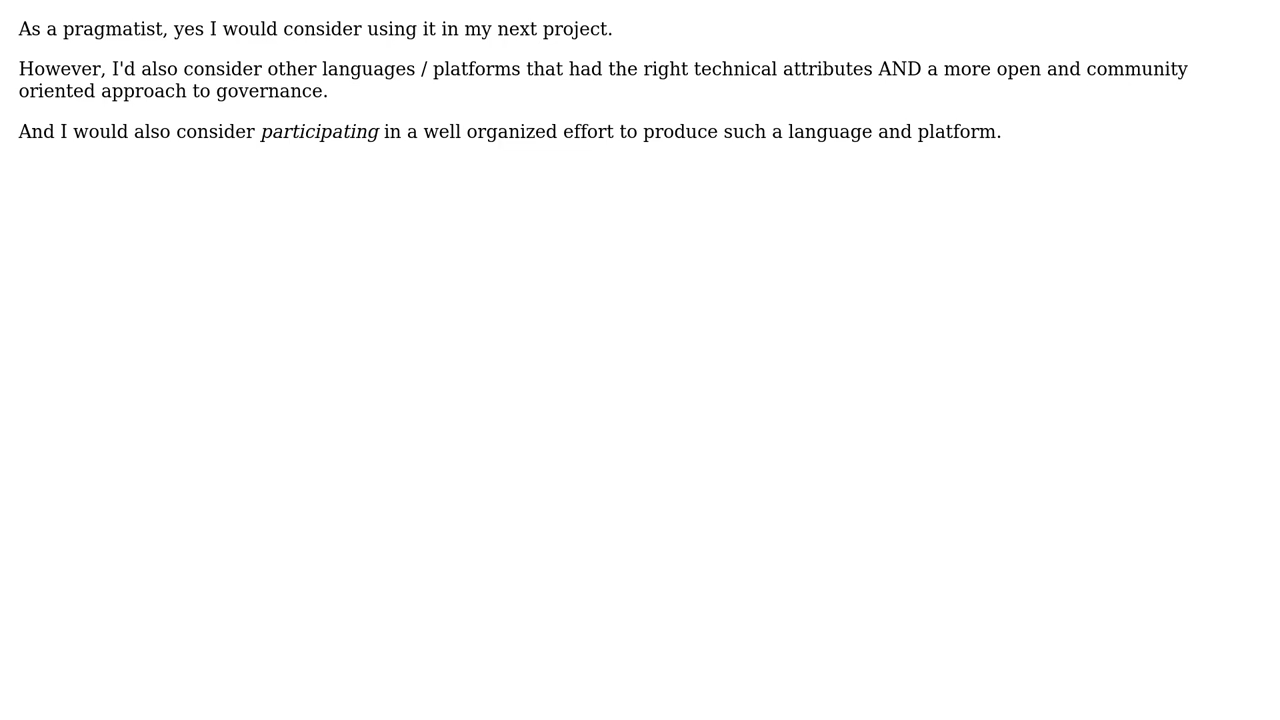 As a pragmatist, yes I would consider using it in my next project.
However, I'd also consider other languages / platforms that had the right technical attributes AND a more open and community
oriented approach to governance.
And I would also consider participating in a well organized effort to produce such a language and platform.